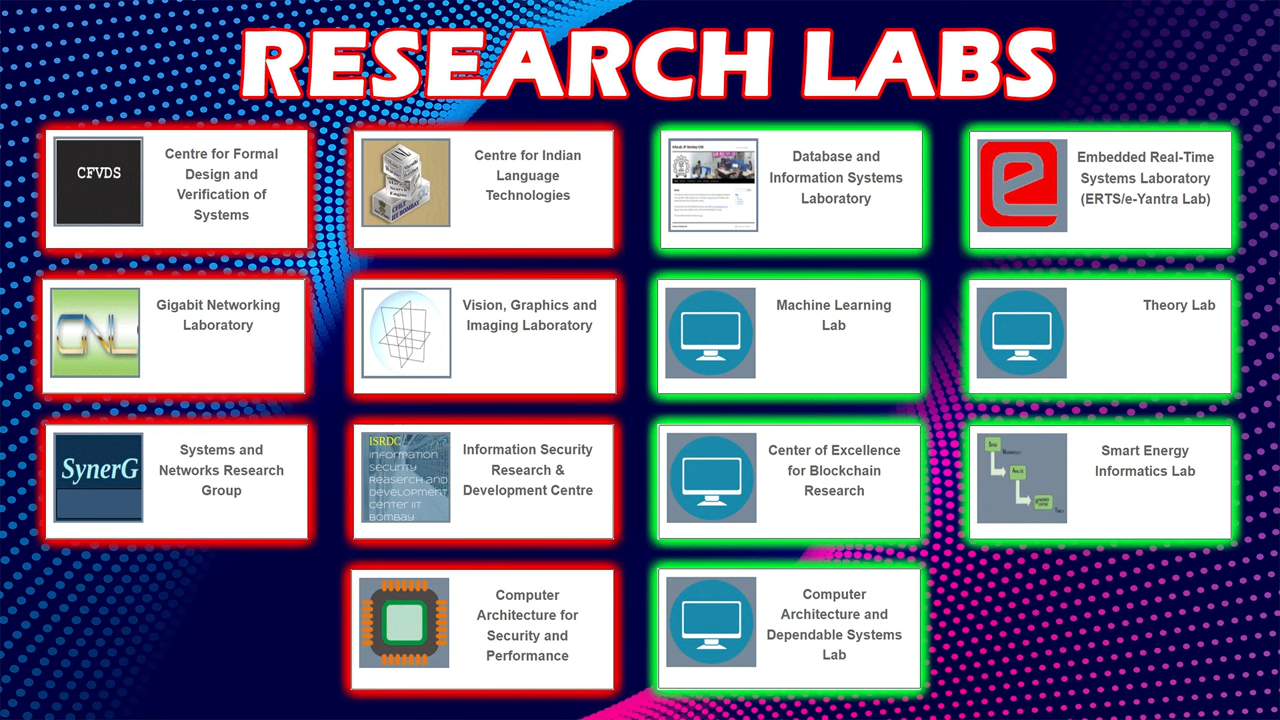 RESEARCH LABS
CFVDS
Centre for Formal
Design and
Verification of
Systems
Centre for Indian
Language
Technologies
Database and
Information Systems
Laboratory
Embedded Real-Time
Systems Laboratory
(ERTS/e-Yantra Lab)
Gigabit Networking
Laboratory
Vision, Graphics and
Imaging Laboratory
Machine Learning
Lab
Theory Lab
SynerG
Systems and
Networks Research
Group
ISRDC
Information
Security
Reaserch and
Development
Center IIT
Bombay
Information Security
Research &
Development Centre
Center of Excellence
for Blockchain
Research
Smart Energy
Informatics Lab
Computer
Architecture for
Security and
Performance
Computer
Architecture and
Dependable Systems
Lab